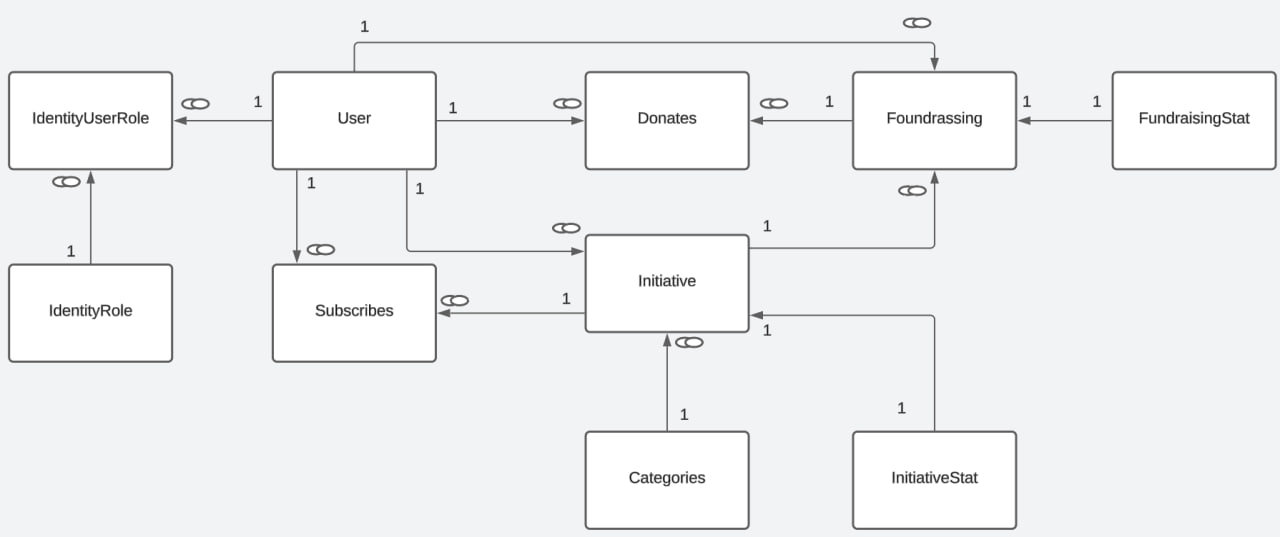 1
IdentityUserRole
1
User
1
Donates
1
Foundrassing
1
1
FundraisingStat
1
1
1
1
IdentityRole
Subscribes
1
Initiative
1
1
1
Categories
InitiativeStat